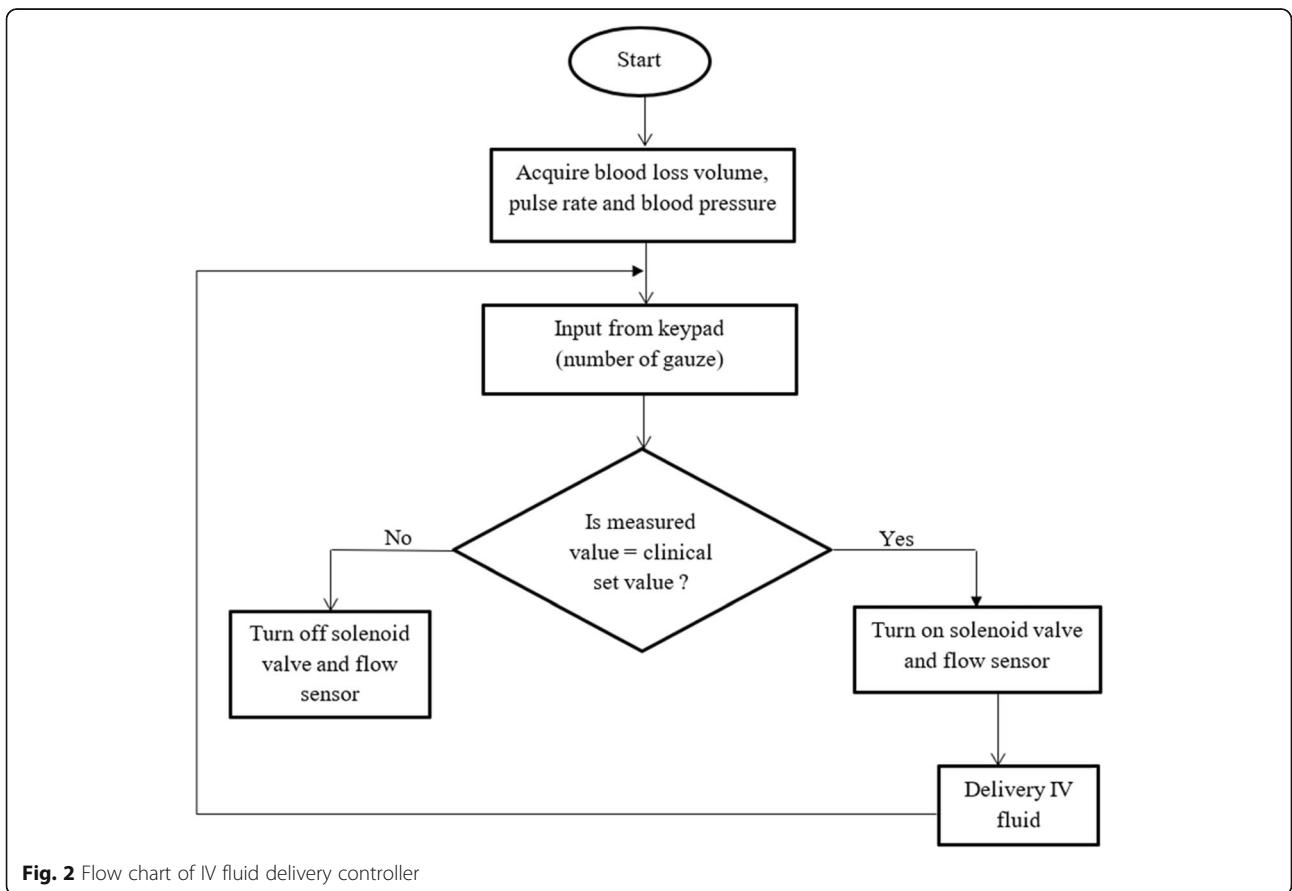 Start
Acquire blood loss volume,
pulse rate and blood pressure
Input from keypad
(number of gauze)
Is measured
value = clinical
set value ?
No
Yes
Turn off solenoid
valve and flow
sensor
Turn on solenoid valve
and flow sensor
Delivery IV
fluid
Fig. 2 Flow chart of IV fluid delivery controller